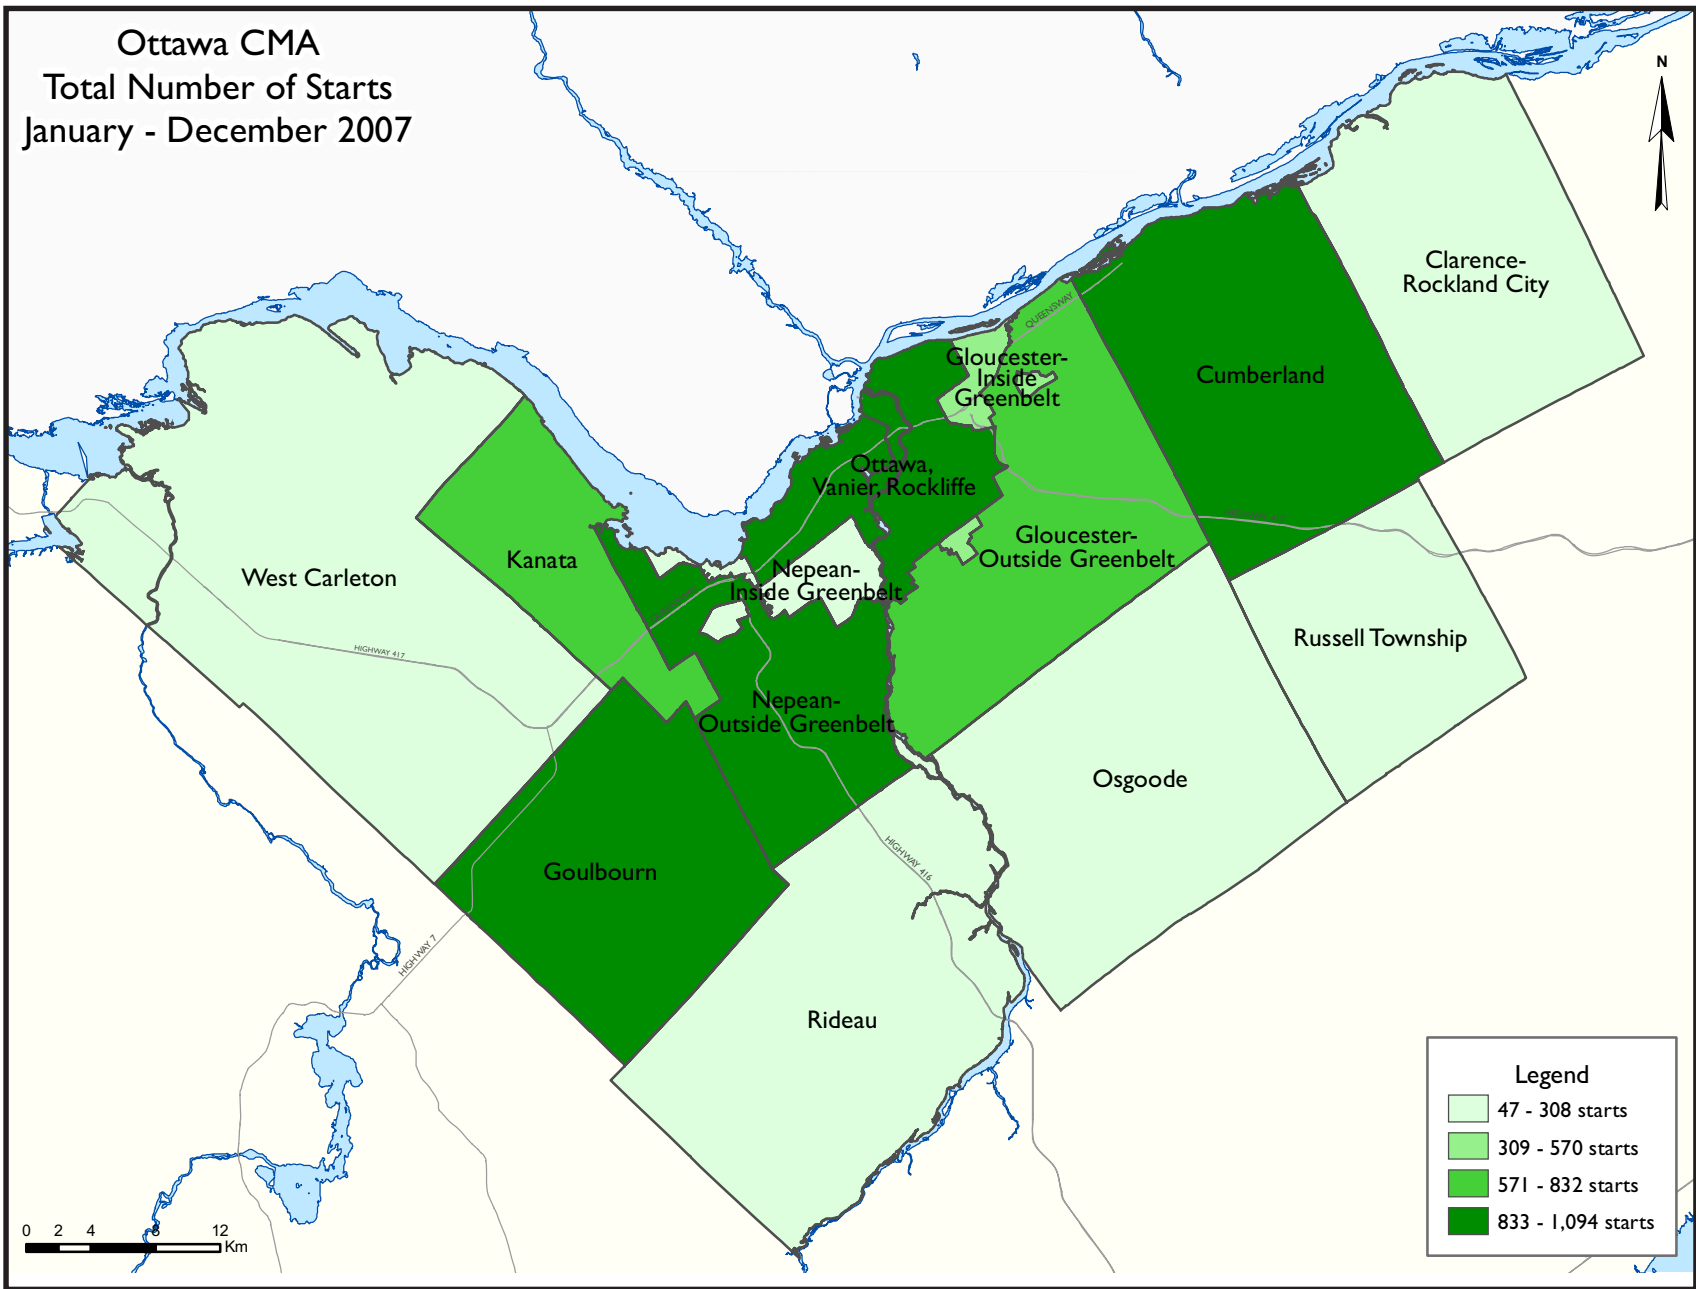 Ottawa CMA
Total Number of Starts
January - December 2007
N
Clarence-
Rockland City
QUEENSWAY
Gloucester-
Inside
Greenbelt
Cumberland
Ottawa,
Vanier, Rockliffe
Gloucester-
Outside Greenbelt
Kanata
West Carleton
Nepean-
Inside Greenbelt
Russell Township
HIGHWAY 417
Nepean-
Outside Greenbelt
Osgoode
Goulbourn
HIGHWAY 416
HIGHWAY 7
Rideau
Legend
47 - 308 starts
309 - 570 starts
571 - 832 starts
833 - 1,094 starts
0 2 4 8 12
Km